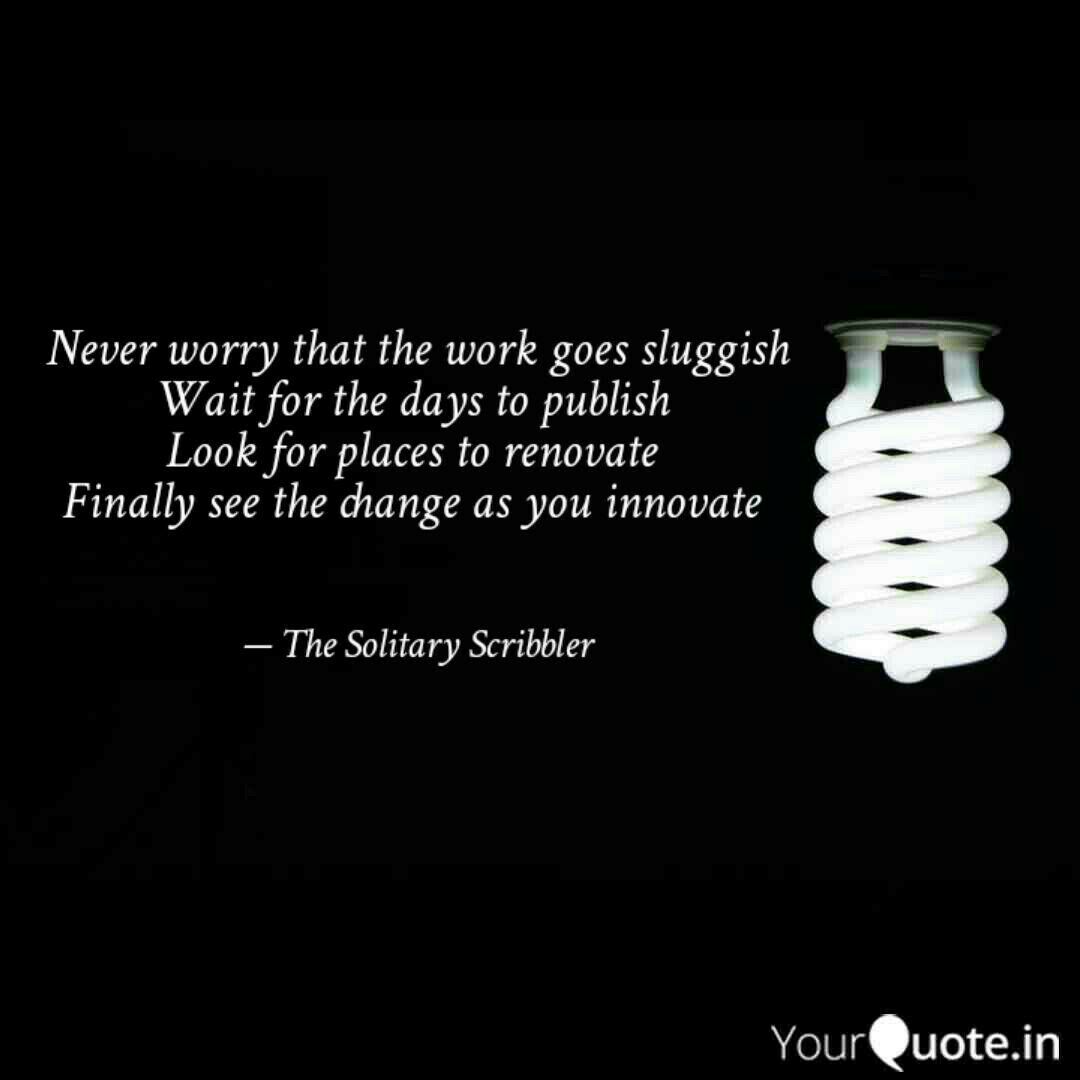 Never worry that the work goes sluggish
Wait for the days to publish
Look for places to renovate
Finally see the change as you innovate
— The Solitary Scribbler
YourQuote.in